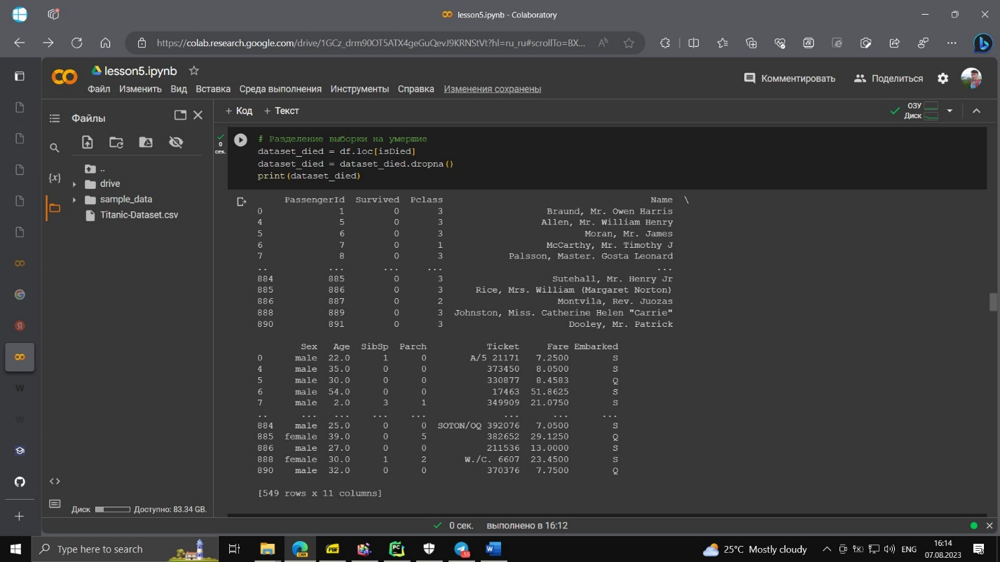 lesson5.ipynb - Colaboratory
https://colab.research.google.com/drive/1GCz_drm90OT5ATX4geGuQevJ9KRNStVt?hl=ru_ru#scrollTo=BX...
lesson5.ipynb
Файл Изменить Вид Вставка Среда выполнения Инструменты Справка Изменения сохранены
Комментировать Поделиться
Файлы
+ Код + Текст
ОЗУ
Диск
..
drive
sample_data
Titanic-Dataset.csv
{x}
0
сек.
# Разделение выборки на умершие
dataset_died = df.loc[isDied]
dataset_died = dataset_died.dropna()
print(dataset_died)
PassengerId Survived Pclass Name \
0 1 0 3 Braund, Mr. Owen Harris
4 5 0 3 Allen, Mr. William Henry
5 6 0 3 Moran, Mr. James
6 7 0 1 McCarthy, Mr. Timothy J
7 8 0 3 Palsson, Master. Gosta Leonard
.. ... ... ... ...
884 885 0 3 Sutehall, Mr. Henry Jr
885 886 0 3 Rice, Mrs. William (Margaret Norton)
886 887 0 2 Montvila, Rev. Juozas
888 889 0 3 Johnston, Miss. Catherine Helen "Carrie"
890 891 0 3 Dooley, Mr. Patrick
Sex Age SibSp Parch Ticket Fare Embarked
0 male 22.0 1 0 A/5 21171 7.2500 S
4 male 35.0 0 0 373450 8.0500 S
5 male 30.0 0 0 330877 8.4583 Q
6 male 54.0 0 0 17463 51.8625 S
7 male 2.0 3 1 349909 21.0750 S
.. ... ... ... ... ... ... ...
884 male 25.0 0 0 SOTON/OQ 392076 7.0500 S
885 female 39.0 0 5 382652 29.1250 Q
886 male 27.0 0 0 211536 13.0000 S
888 female 30.0 1 2 W./C. 6607 23.4500 S
890 male 32.0 0 0 370376 7.7500 Q
[549 rows x 11 columns]
Диск Доступно: 83.34 GB.
0 сек. выполнено в 16:12
Type here to search
25°C Mostly cloudy
ENG
16:14
07.08.2023